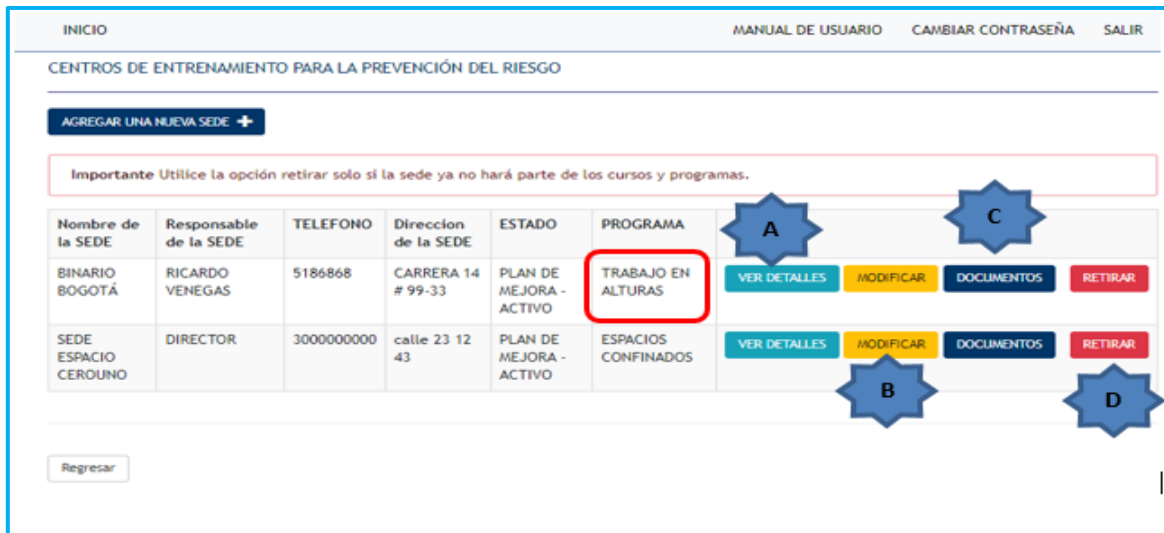 INICIO MANUAL DE USUARIO CAMBIAR CONTRASEÑA SALIR
CENTROS DE ENTRENAMIENTO PARA LA PREVENCIÓN DEL RIESGO
AGREGAR UNA NUEVA SEDE +
Importante Utilice la opción retirar solo si la sede ya no hará parte de los cursos y programas.
Nombre de Responsable TELEFONO Direccion ESTADO PROGRAMA A C
la SEDE de la SEDE de la SEDE
BINARIO RICARDO 5186868 CARRERA 14 PLAN DE TRABAJO EN VER DETALLES MODIFICAR DOCUMENTOS RETIRAR
BOGOTÁ VENEGAS # 99-33 MEJORA - ALTURAS
ACTIVO
SEDE DIRECTOR 3000000000 calle 23 12 PLAN DE ESPACIOS VER DETALLES MODIFICAR DOCUMENTOS RETIRAR
ESPACIO 43 MEJORA - CONFINADOS
CEROUNO ACTIVO
B D
Regresar